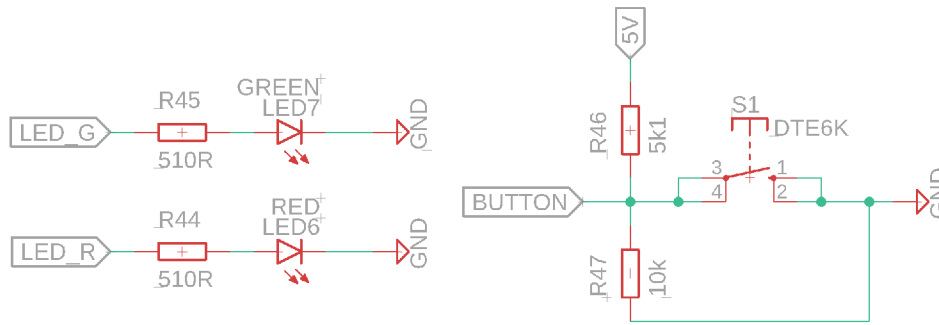 LED_G
R45
510R
GREEN
LED7
GND
LED_R
R44
510R
RED
LED6
GND
5V
R46
5k1
S1
DTE6K
3
4
1
2
BUTTON
R47
10k
GND